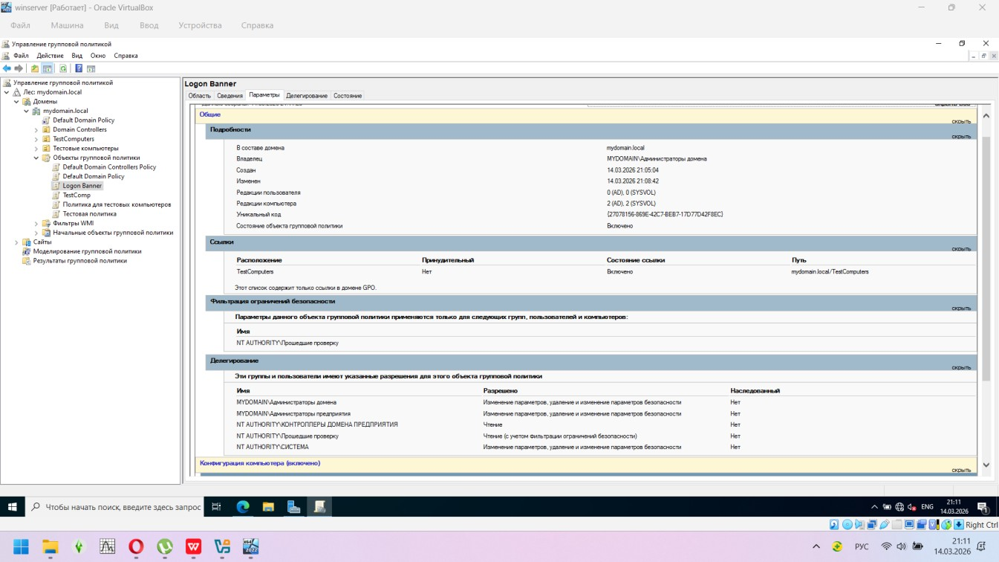 winserver [Работает] - Oracle VirtualBox
Файл Машина Вид Ввод Устройства Справка
Управление групповой политикой
Файл Действие Вид Окно Справка
Управление групповой политикой
Лес: mydomain.local
Домены
mydomain.local
Default Domain Policy
Domain Controllers
TestComputers
Тестовые компьютеры
Объекты групповой политики
Default Domain Controllers Policy
Default Domain Policy
Logon Banner
TestComp
Политика для тестовых компьютеров
Тестовая политика
Фильтры WMI
Начальные объекты групповой политики
Сайты
Моделирование групповой политики
Результаты групповой политики
Logon Banner
Область Сведения Параметры Делегирование Состояние
Общие
скрыть
Подробности
скрыть
В составе домена mydomain.local
Владелец MYDOMAIN\Администраторы домена
Создан 14.03.2026 21:05:04
Изменен 14.03.2026 21:08:42
Редакции пользователя 0 (AD), 0 (SYSVOL)
Редакции компьютера 2 (AD), 2 (SYSVOL)
Уникальный код {27078156-869E-42C7-BEB7-17D77D42F8EC}
Состояние объекта групповой политики Включено
Ссылки
скрыть
Расположение Принудительный Состояние ссылки Путь
TestComputers Нет Включено mydomain.local/TestComputers
Этот список содержит только ссылки в домене GPO.
Фильтрация ограничений безопасности
скрыть
Параметры данного объекта групповой политики применяются только для следующих групп, пользователей и компьютеров:
Имя
NT AUTHORITY\Прошедшие проверку
Делегирование
скрыть
Эти группы и пользователи имеют указанные разрешения для этого объекта групповой политики
Имя Разрешено Наследованный
MYDOMAIN\Администраторы домена Изменение параметров, удаление и изменение параметров безопасности Нет
MYDOMAIN\Администраторы предприятия Изменение параметров, удаление и изменение параметров безопасности Нет
NT AUTHORITY\КОНТРОЛЛЕРЫ ДОМЕНА ПРЕДПРИЯТИЯ Чтение Нет
NT AUTHORITY\Прошедшие проверку Чтение (с учетом фильтрации ограничений безопасности) Нет
NT AUTHORITY\СИСТЕМА Изменение параметров, удаление и изменение параметров безопасности Нет
Конфигурация компьютера (включено)
скрыть
Чтобы начать поиск, введите здесь запрос
ENG
21:11
14.03.2026
1
Right Ctrl
X64
2022
РУС
21:11
14.03.2026